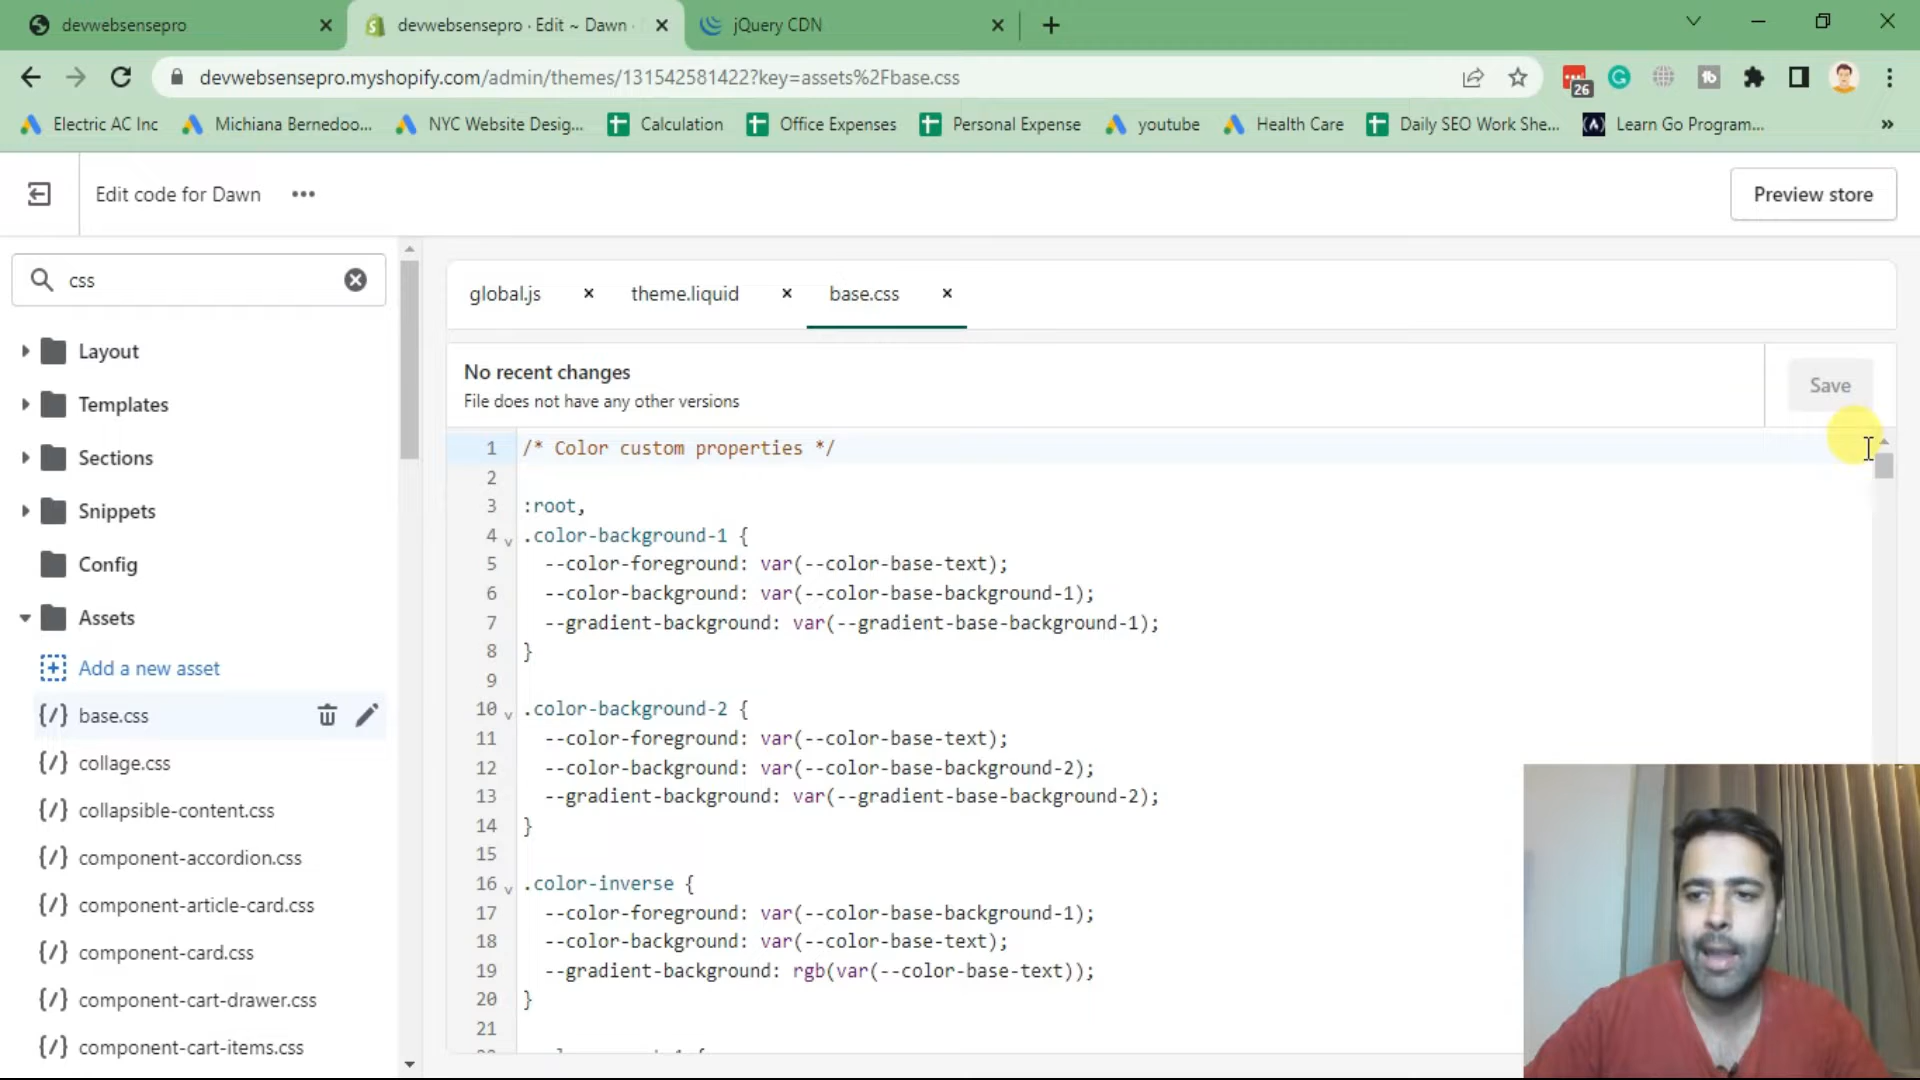 devwebsensepro
devwebsensepro · Edit ~ Dawn ·
jQuery CDN
devwebsensepro.myshopify.com/admin/themes/131542581422?key=assets%2Fbase.css
26
Electric AC Inc
Michiana Bernedoo...
NYC Website Desig...
Calculation
Office Expenses
Personal Expense
youtube
Health Care
Daily SEO Work She...
Learn Go Program...
Edit code for Dawn
Preview store
css
Layout
Templates
Sections
Snippets
Config
Assets
Add a new asset
base.css
collage.css
collapsible-content.css
component-accordion.css
component-article-card.css
component-card.css
component-cart-drawer.css
component-cart-items.css
global.js
theme.liquid
base.css
No recent changes
File does not have any other versions
Save
1 /* Color custom properties */
2
3 :root,
4 .color-background-1 {
5 --color-foreground: var(--color-base-text);
6 --color-background: var(--color-base-background-1);
7 --gradient-background: var(--gradient-base-background-1);
8 }
9
10 .color-background-2 {
11 --color-foreground: var(--color-base-text);
12 --color-background: var(--color-base-background-2);
13 --gradient-background: var(--gradient-base-background-2);
14 }
15
16 .color-inverse {
17 --color-foreground: var(--color-base-background-1);
18 --color-background: var(--color-base-text);
19 --gradient-background: rgb(var(--color-base-text));
20 }
21